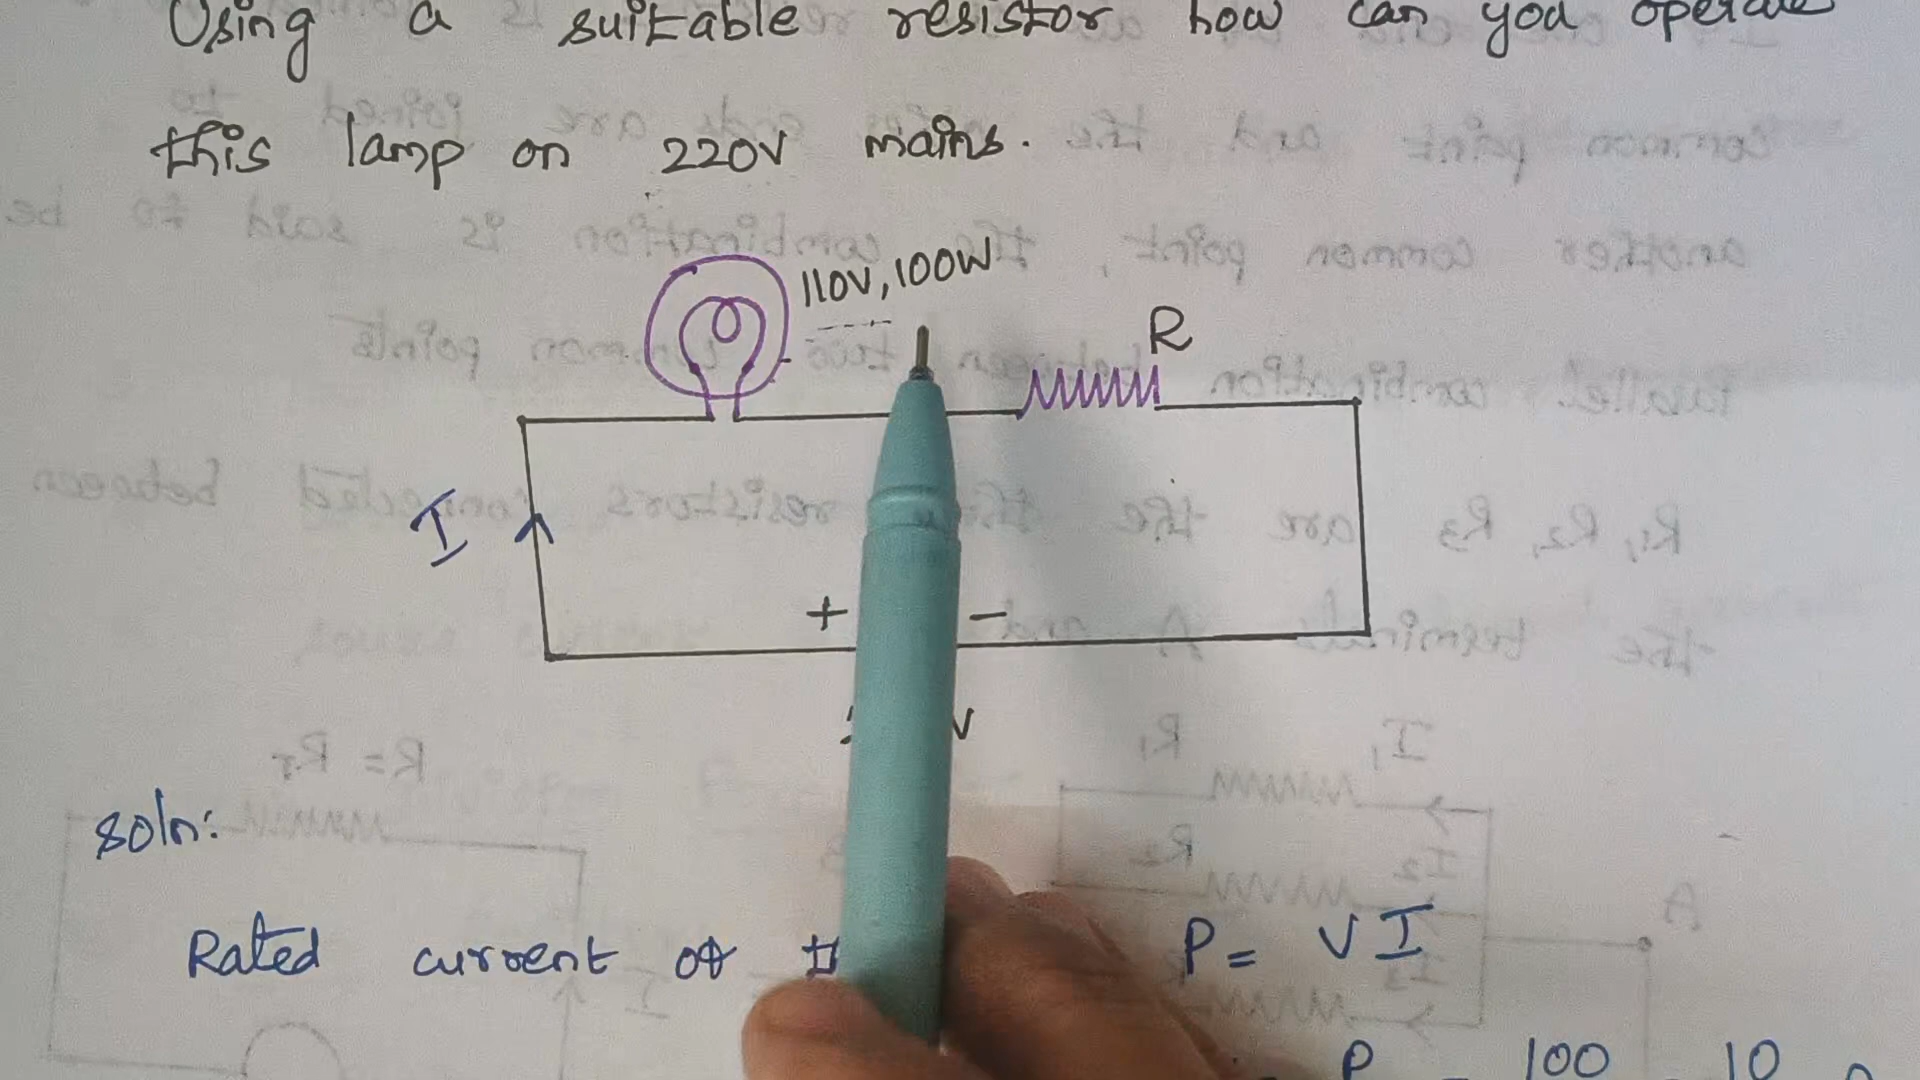 Using a suitable resistor how can you operate
this lamp on 220V mains.
110V, 100W
R
I
+ -
V
soln:
Rated current of P = VI
P 100 10